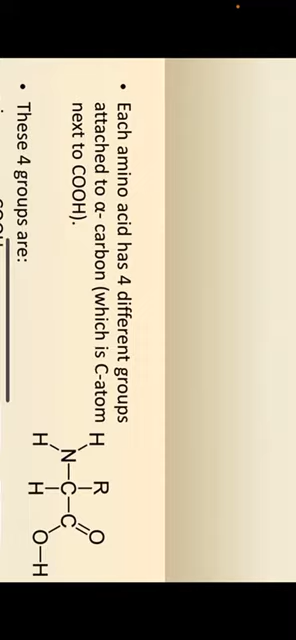 • Each amino acid has 4 different groups
attached to α- carbon (which is C-atom
next to COOH).
• These 4 groups are:
H R O
N–C–C
H H O–H